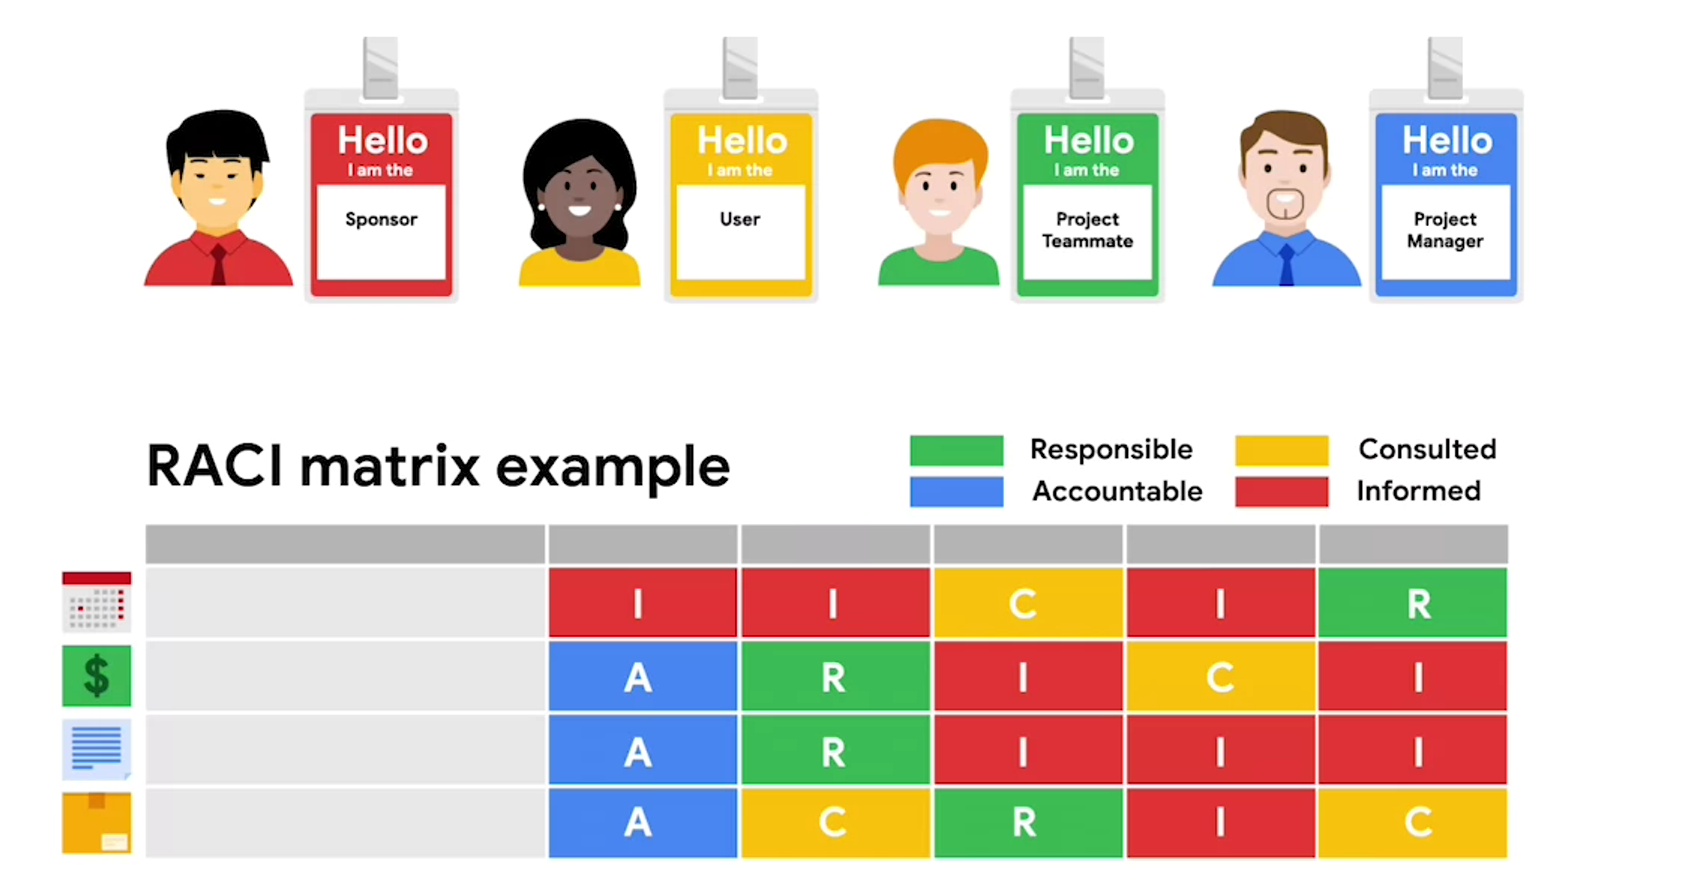 Hello
I am the
Sponsor
Hello
I am the
User
Hello
I am the
Project
Teammate
Hello
I am the
Project
Manager
RACI matrix example
Responsible
Consulted
Accountable
Informed
I I C I R
$
A R I C I
A R I I I
A C R I C